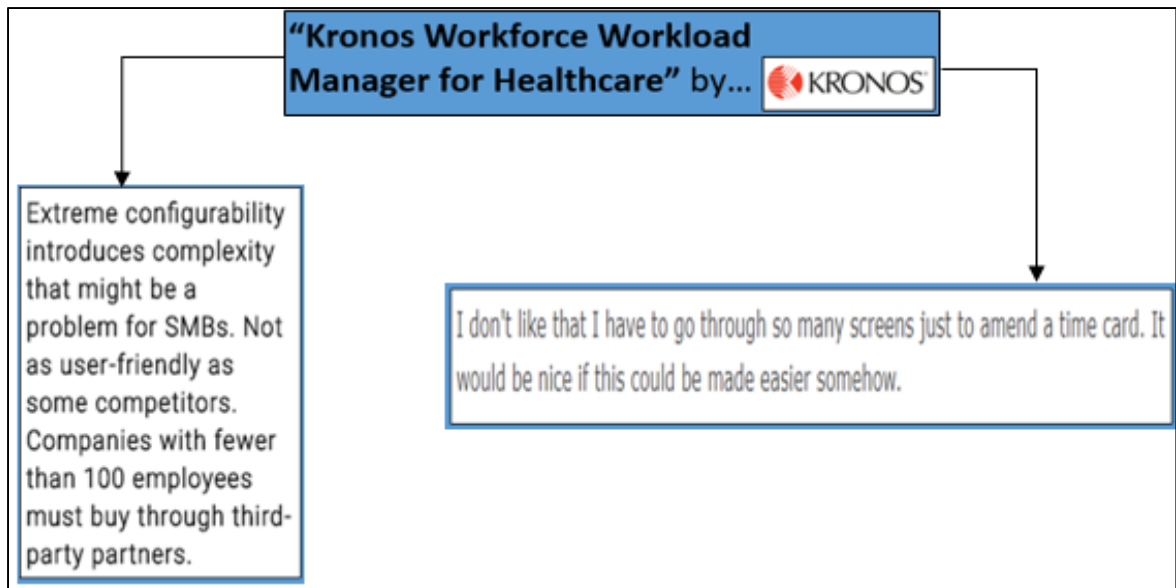 “Kronos Workforce Workload
Manager for Healthcare” by...
KRONOS
Extreme configurability
introduces complexity
that might be a
problem for SMBs. Not
as user-friendly as
some competitors.
Companies with fewer
than 100 employees
must buy through third-
party partners.
I don't like that I have to go through so many screens just to amend a time card. It
would be nice if this could be made easier somehow.